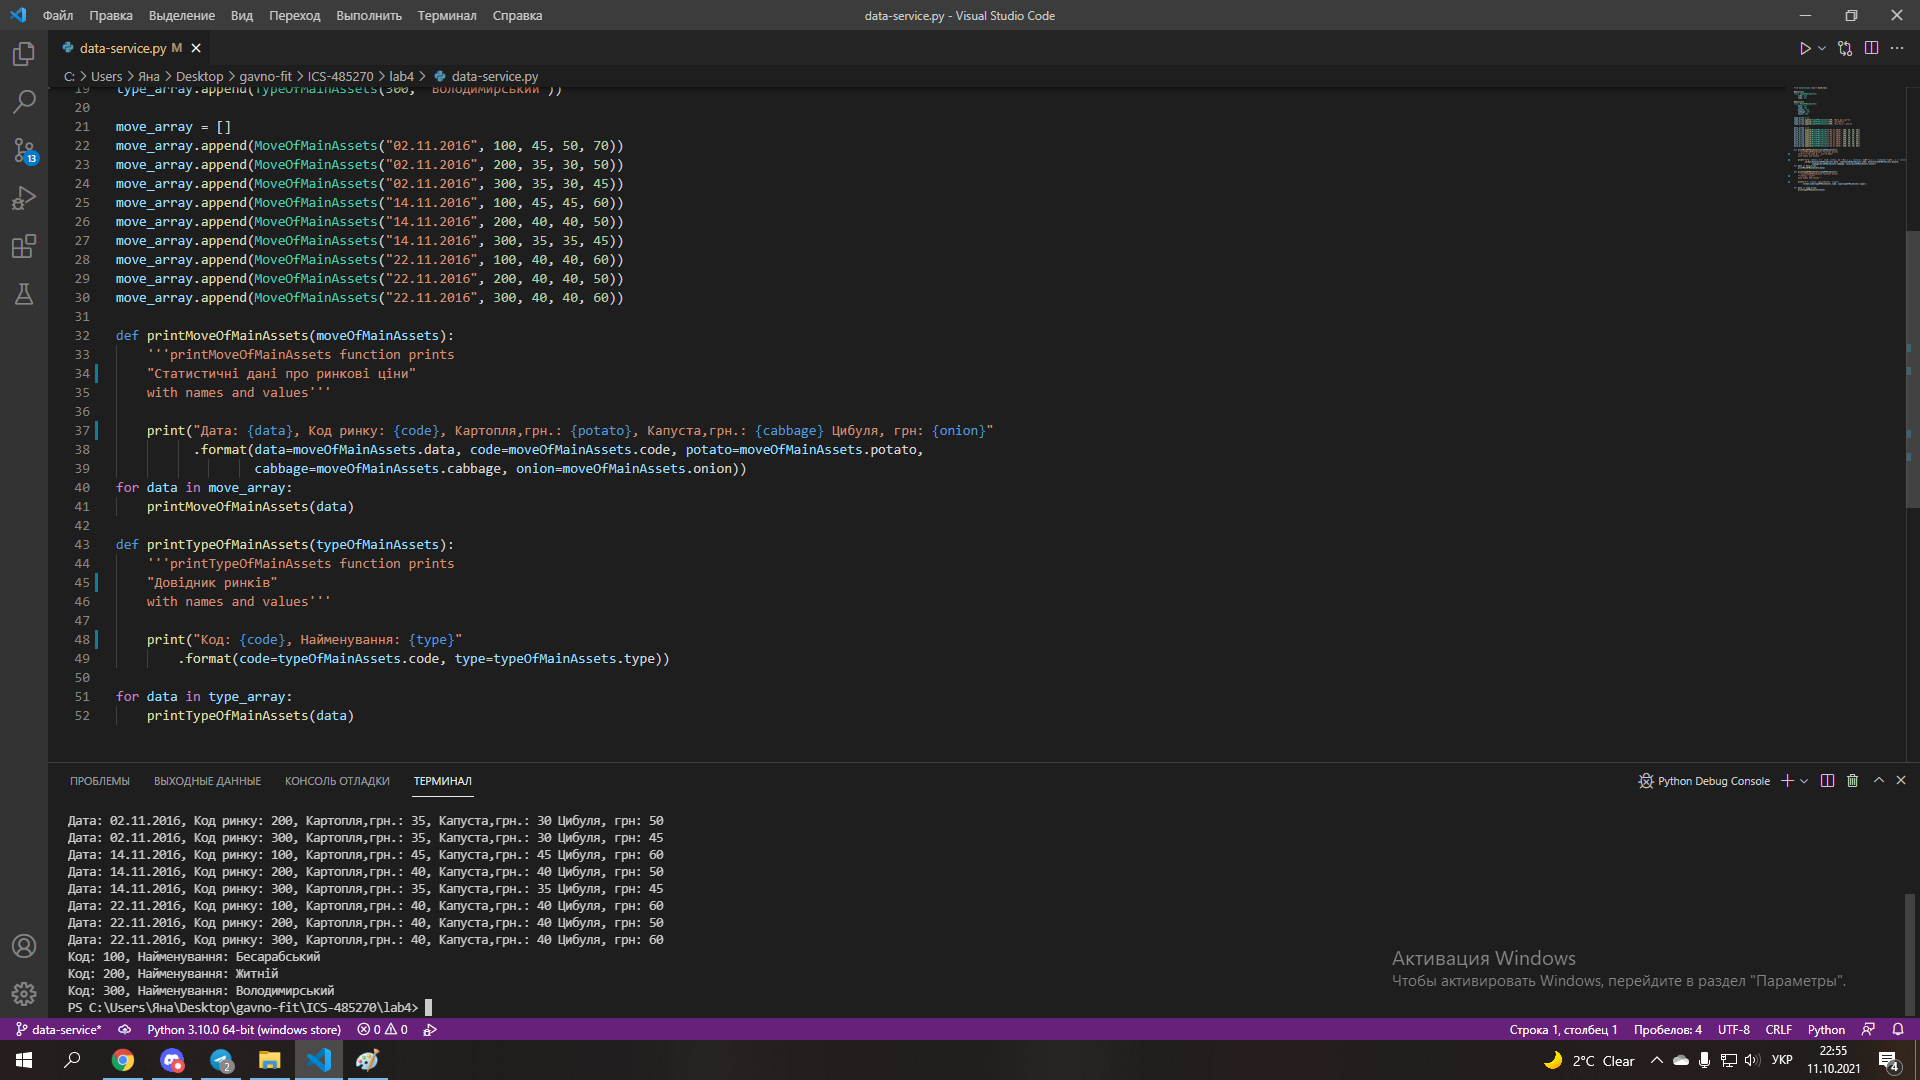 Файл Правка Выделение Вид Переход Выполнить Терминал Справка
data-service.py - Visual Studio Code
data-service.py M
C: > Users > Яна > Desktop > gavno-fit > ICS-485270 > lab4 > data-service.py
19 type_array.append(TypeOfMainAssets(300, "Володимирський"))
20
21 move_array = []
22 move_array.append(MoveOfMainAssets("02.11.2016", 100, 45, 50, 70))
23 move_array.append(MoveOfMainAssets("02.11.2016", 200, 35, 30, 50))
24 move_array.append(MoveOfMainAssets("02.11.2016", 300, 35, 30, 45))
25 move_array.append(MoveOfMainAssets("14.11.2016", 100, 45, 45, 60))
26 move_array.append(MoveOfMainAssets("14.11.2016", 200, 40, 40, 50))
27 move_array.append(MoveOfMainAssets("14.11.2016", 300, 35, 35, 45))
28 move_array.append(MoveOfMainAssets("22.11.2016", 100, 40, 40, 60))
29 move_array.append(MoveOfMainAssets("22.11.2016", 200, 40, 40, 50))
30 move_array.append(MoveOfMainAssets("22.11.2016", 300, 40, 40, 60))
31
32 def printMoveOfMainAssets(moveOfMainAssets):
33 '''printMoveOfMainAssets function prints
34 "Статистичні дані про ринкові ціни"
35 with names and values'''
36
37 print("Дата: {data}, Код ринку: {code}, Картопля,грн.: {potato}, Капуста,грн.: {cabbage} Цибуля, грн: {onion}"
38 .format(data=moveOfMainAssets.data, code=moveOfMainAssets.code, potato=moveOfMainAssets.potato,
39 cabbage=moveOfMainAssets.cabbage, onion=moveOfMainAssets.onion))
40 for data in move_array:
41 printMoveOfMainAssets(data)
42
43 def printTypeOfMainAssets(typeOfMainAssets):
44 '''printTypeOfMainAssets function prints
45 "Довідник ринків"
46 with names and values'''
47
48 print("Код: {code}, Найменування: {type}"
49 .format(code=typeOfMainAssets.code, type=typeOfMainAssets.type))
50
51 for data in type_array:
52 printTypeOfMainAssets(data)
ПРОБЛЕМЫ ВЫХОДНЫЕ ДАННЫЕ КОНСОЛЬ ОТЛАДКИ ТЕРМИНАЛ
Python Debug Console
Дата: 02.11.2016, Код ринку: 200, Картопля,грн.: 35, Капуста,грн.: 30 Цибуля, грн: 50
Дата: 02.11.2016, Код ринку: 300, Картопля,грн.: 35, Капуста,грн.: 30 Цибуля, грн: 45
Дата: 14.11.2016, Код ринку: 100, Картопля,грн.: 45, Капуста,грн.: 45 Цибуля, грн: 60
Дата: 14.11.2016, Код ринку: 200, Картопля,грн.: 40, Капуста,грн.: 40 Цибуля, грн: 50
Дата: 14.11.2016, Код ринку: 300, Картопля,грн.: 35, Капуста,грн.: 35 Цибуля, грн: 45
Дата: 22.11.2016, Код ринку: 100, Картопля,грн.: 40, Капуста,грн.: 40 Цибуля, грн: 60
Дата: 22.11.2016, Код ринку: 200, Картопля,грн.: 40, Капуста,грн.: 40 Цибуля, грн: 50
Дата: 22.11.2016, Код ринку: 300, Картопля,грн.: 40, Капуста,грн.: 40 Цибуля, грн: 60
Код: 100, Найменування: Бесарабський
Код: 200, Найменування: Житній
Код: 300, Найменування: Володимирський
PS C:\Users\Яна\Desktop\gavno-fit\ICS-485270\lab4>
Активация Windows
Чтобы активировать Windows, перейдите в раздел "Параметры".
13
data-service* Python 3.10.0 64-bit (windows store) 0 0
Строка 1, столбец 1 Пробелов: 4 UTF-8 CRLF Python
2
2°C Clear
УКР
22:55
11.10.2021
4